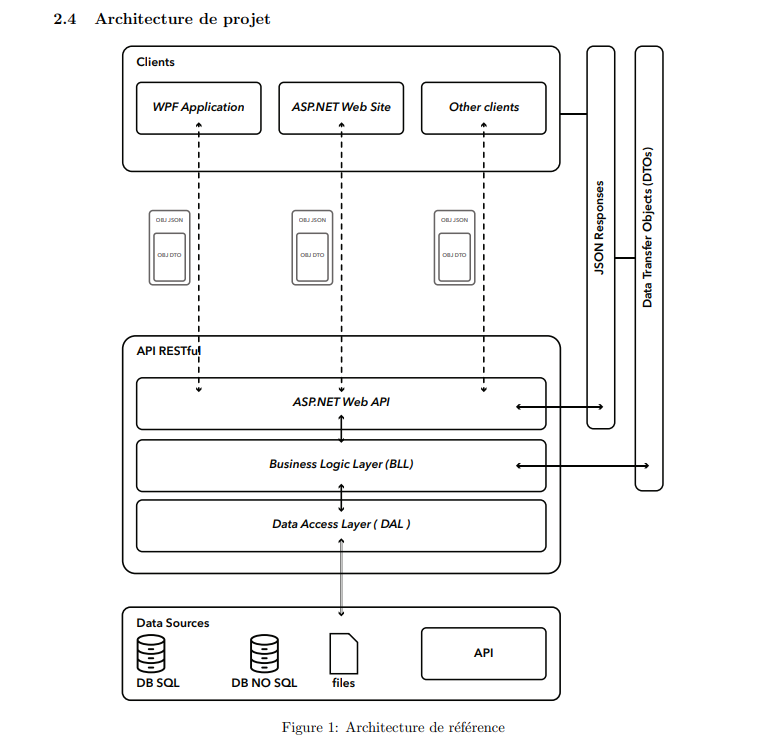 2.4 Architecture de projet
Clients
WPF Application
ASP.NET Web Site
Other clients
OBJ JSON
OBJ DTO
OBJ JSON
OBJ DTO
OBJ JSON
OBJ DTO
JSON Responses
Data Transfer Objects (DTOs)
API RESTful
ASP.NET Web API
Business Logic Layer (BLL)
Data Access Layer ( DAL )
Data Sources
DB SQL
DB NO SQL
files
API
Figure 1: Architecture de référence